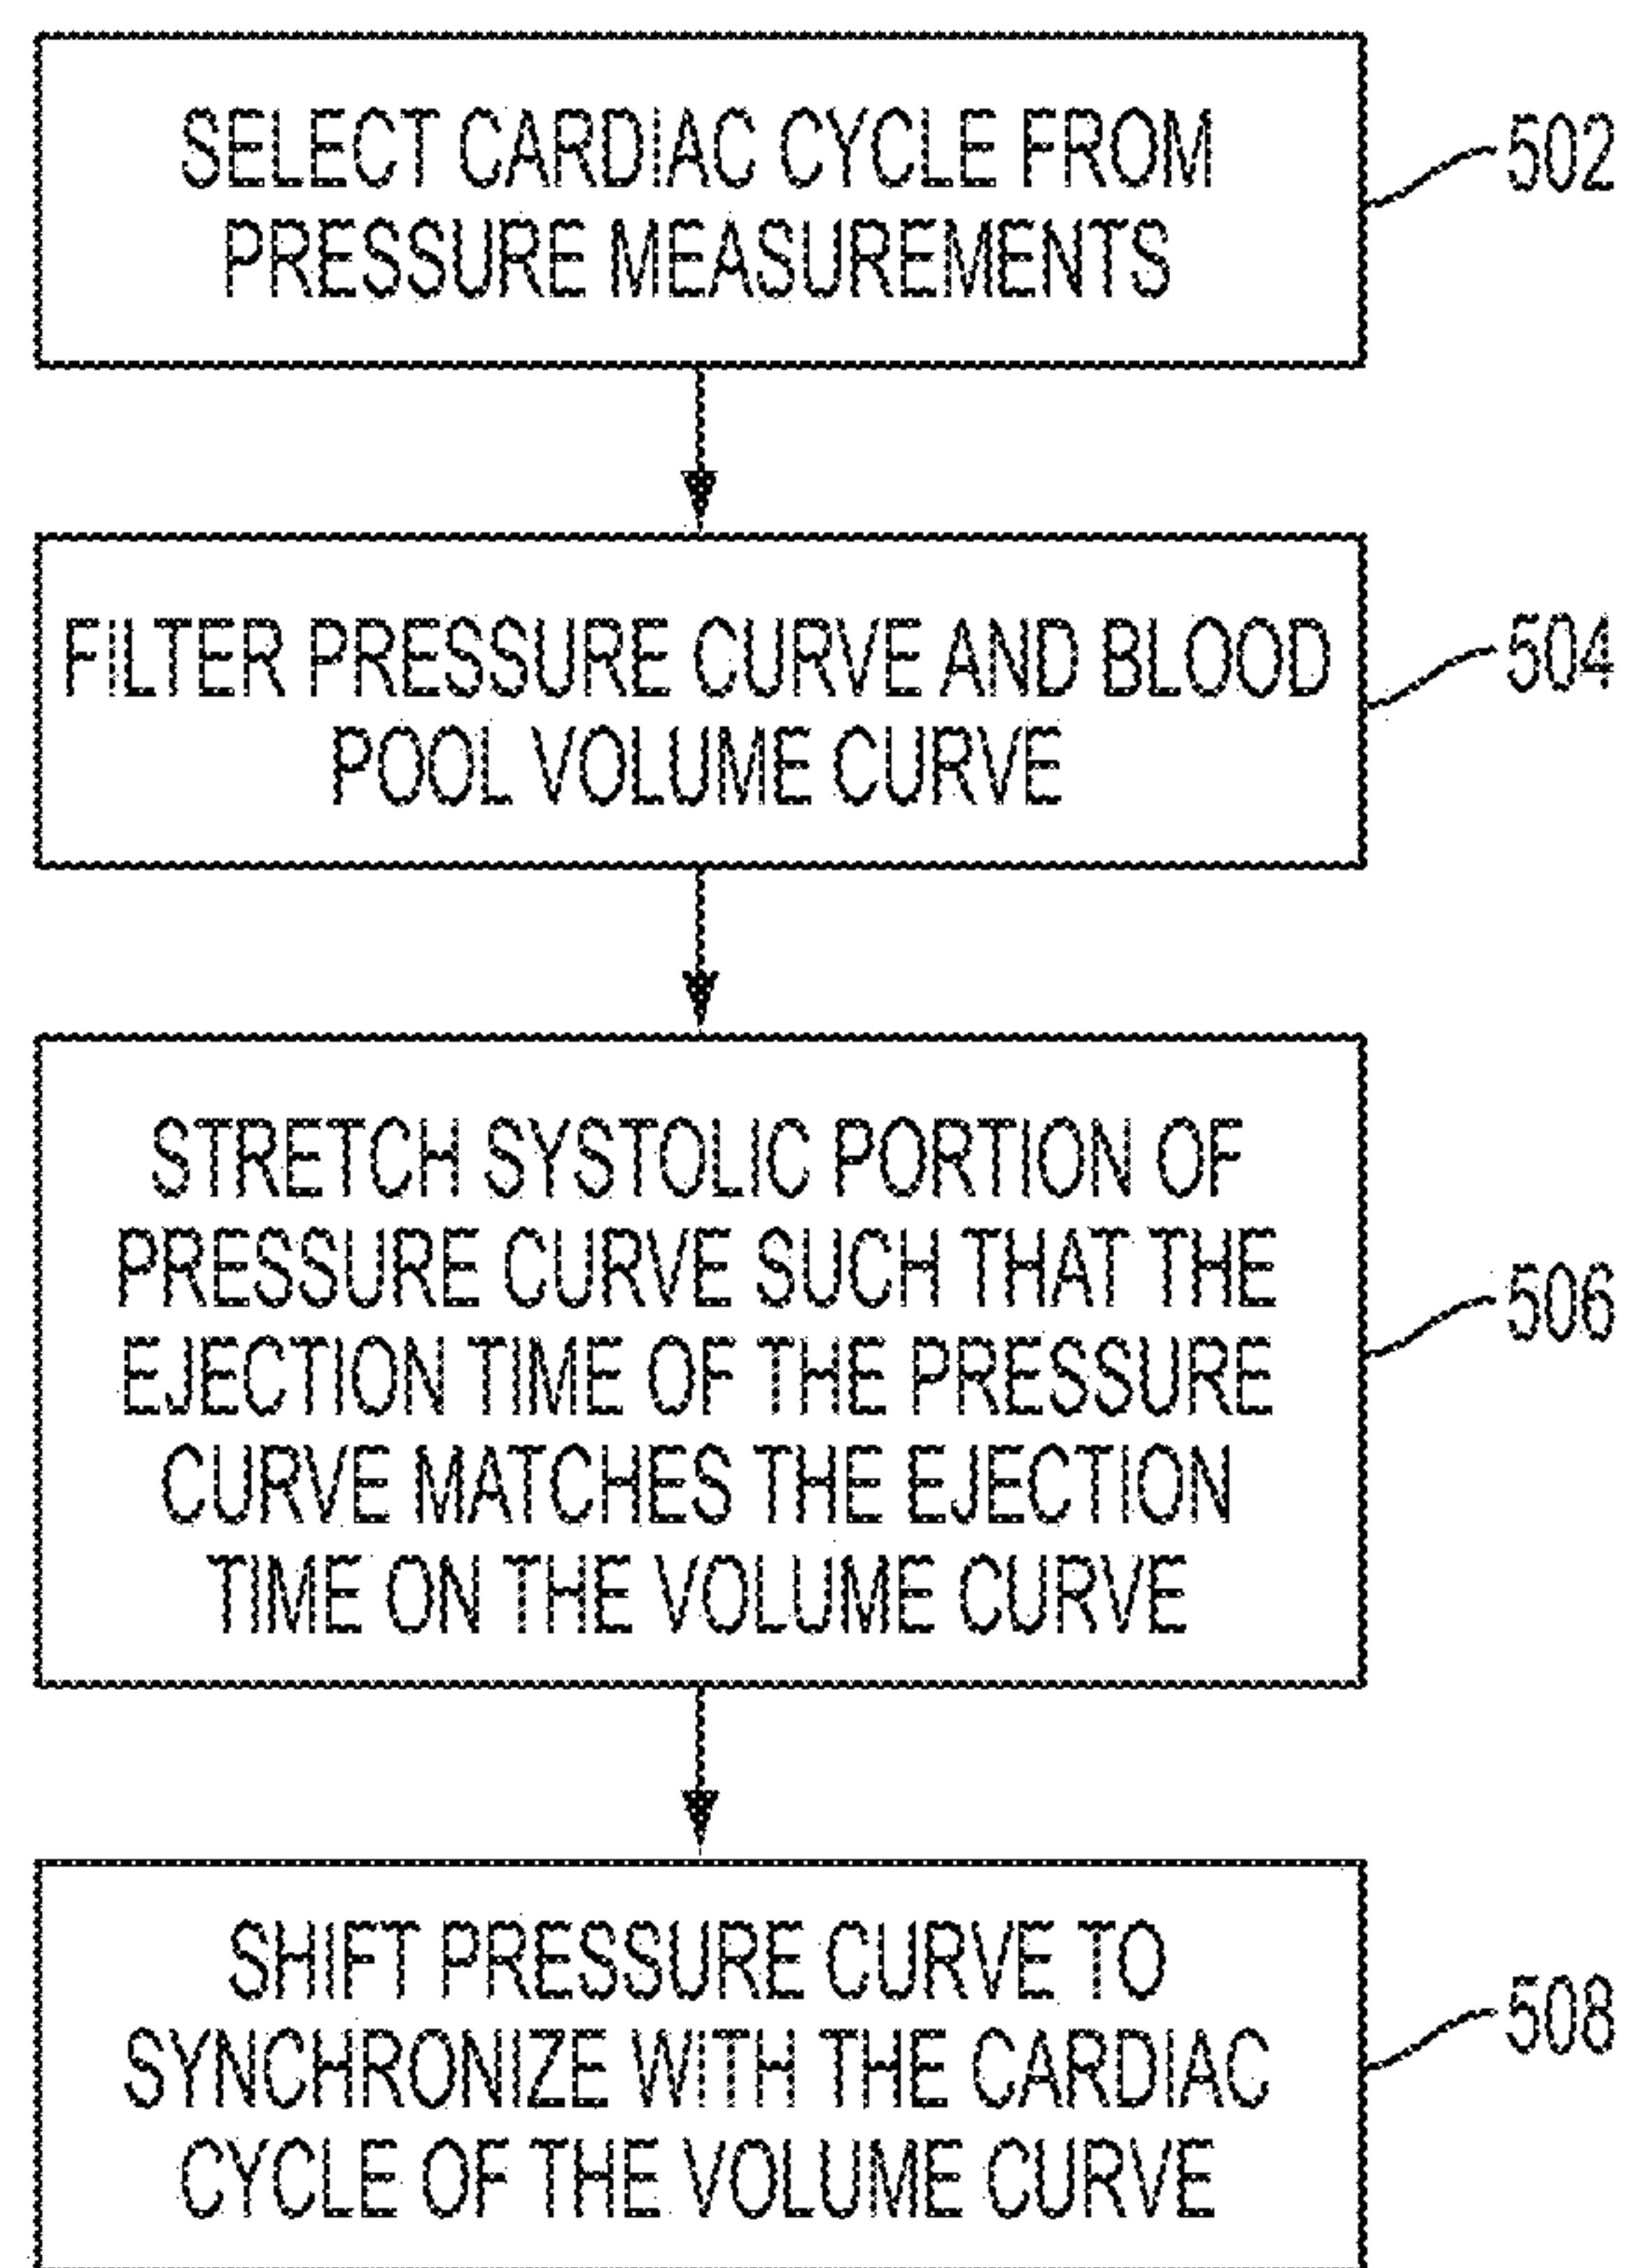 SELECT CARDIAC CYCLE FROM
PRESSURE MEASUREMENTS
502
FILTER PRESSURE CURVE AND BLOOD
POOL VOLUME CURVE
504
STRETCH SYSTOLIC PORTION OF
PRESSURE CURVE SUCH THAT THE
EJECTION TIME OF THE PRESSURE
CURVE MATCHES THE EJECTION
TIME ON THE VOLUME CURVE
506
SHIFT PRESSURE CURVE TO
SYNCHRONIZE WITH THE CARDIAC
CYCLE OF THE VOLUME CURVE
508